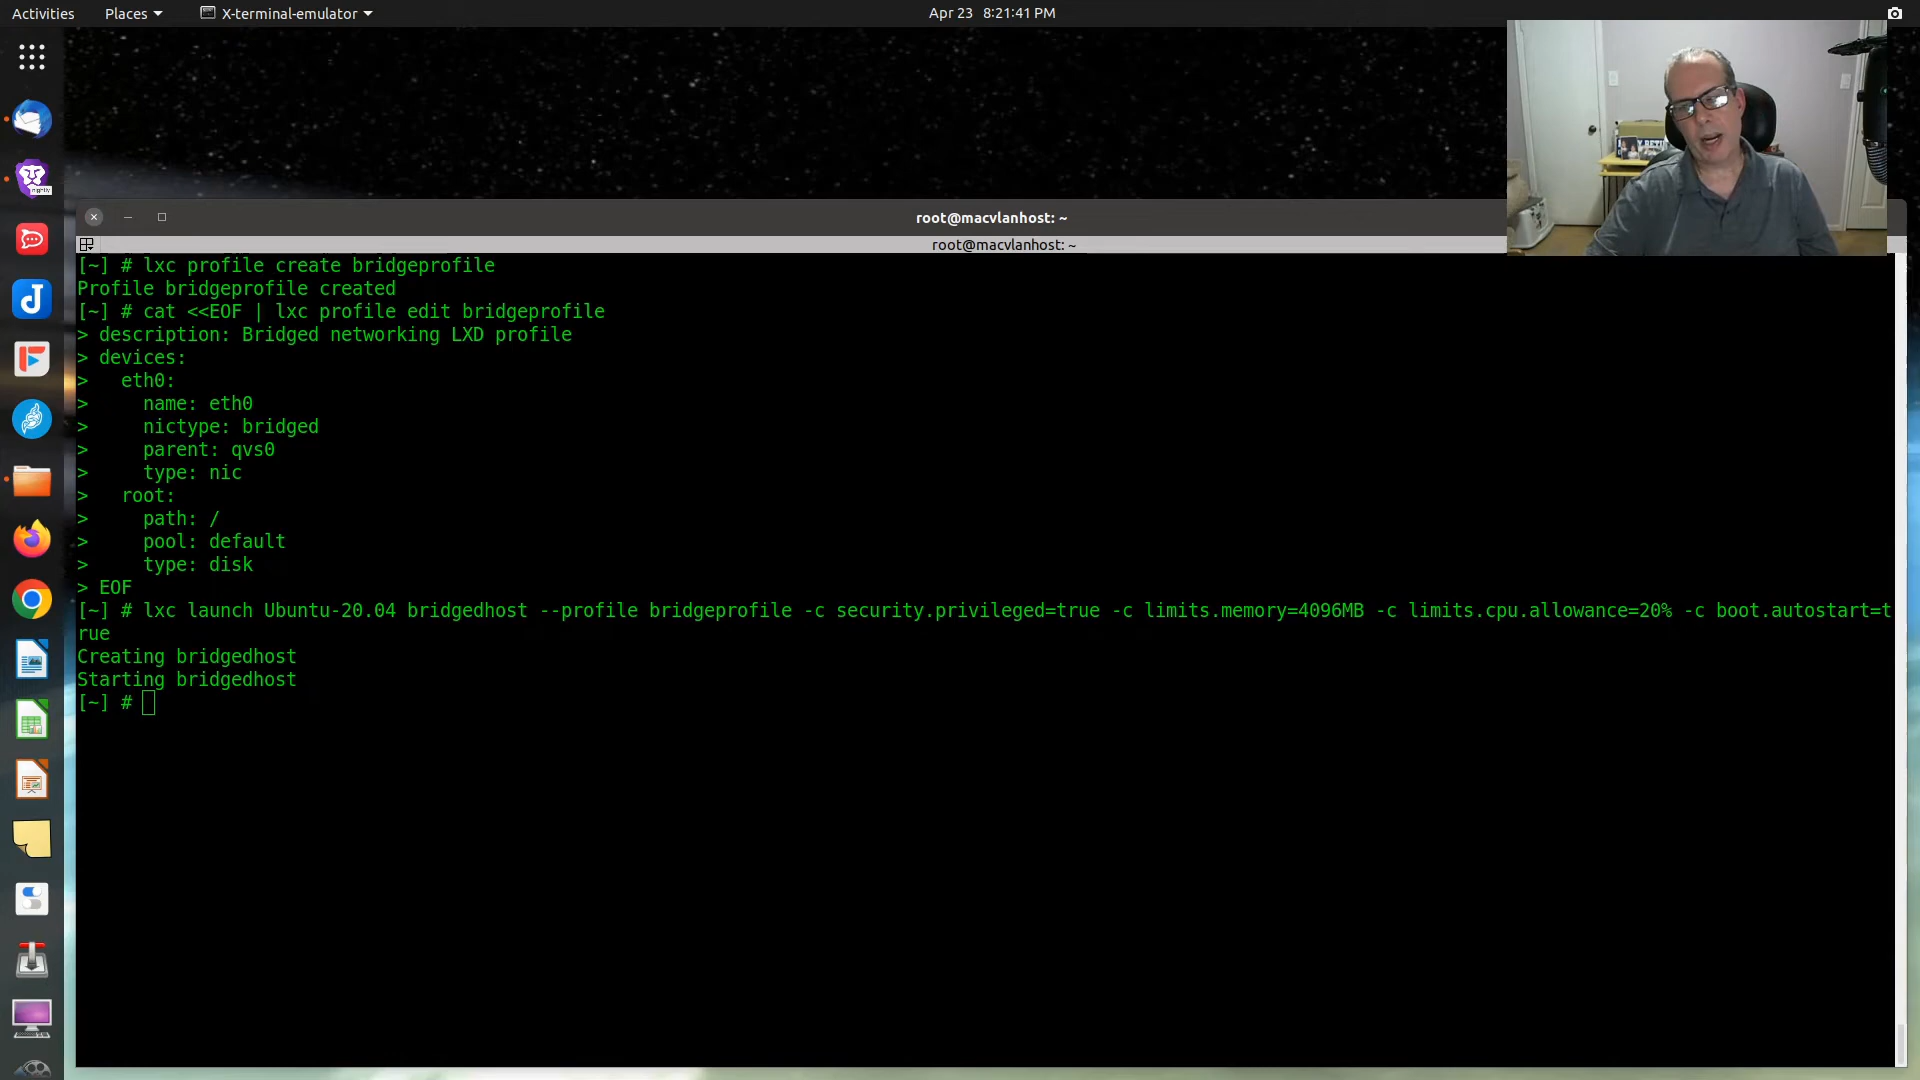 Activities Places X-terminal-emulator Apr 23 8:21:41 PM
root@macvlanhost: ~
root@macvlanhost: ~
[~] # lxc profile create bridgeprofile
Profile bridgeprofile created
[~] # cat <<EOF | lxc profile edit bridgeprofile
> description: Bridged networking LXD profile
> devices:
>   eth0:
>     name: eth0
>     nictype: bridged
>     parent: qvs0
>     type: nic
>   root:
>     path: /
>     pool: default
>     type: disk
> EOF
[~] # lxc launch Ubuntu-20.04 bridgedhost --profile bridgeprofile -c security.privileged=true -c limits.memory=4096MB -c limits.cpu.allowance=20% -c boot.autostart=t
rue
Creating bridgedhost
Starting bridgedhost
[~] #